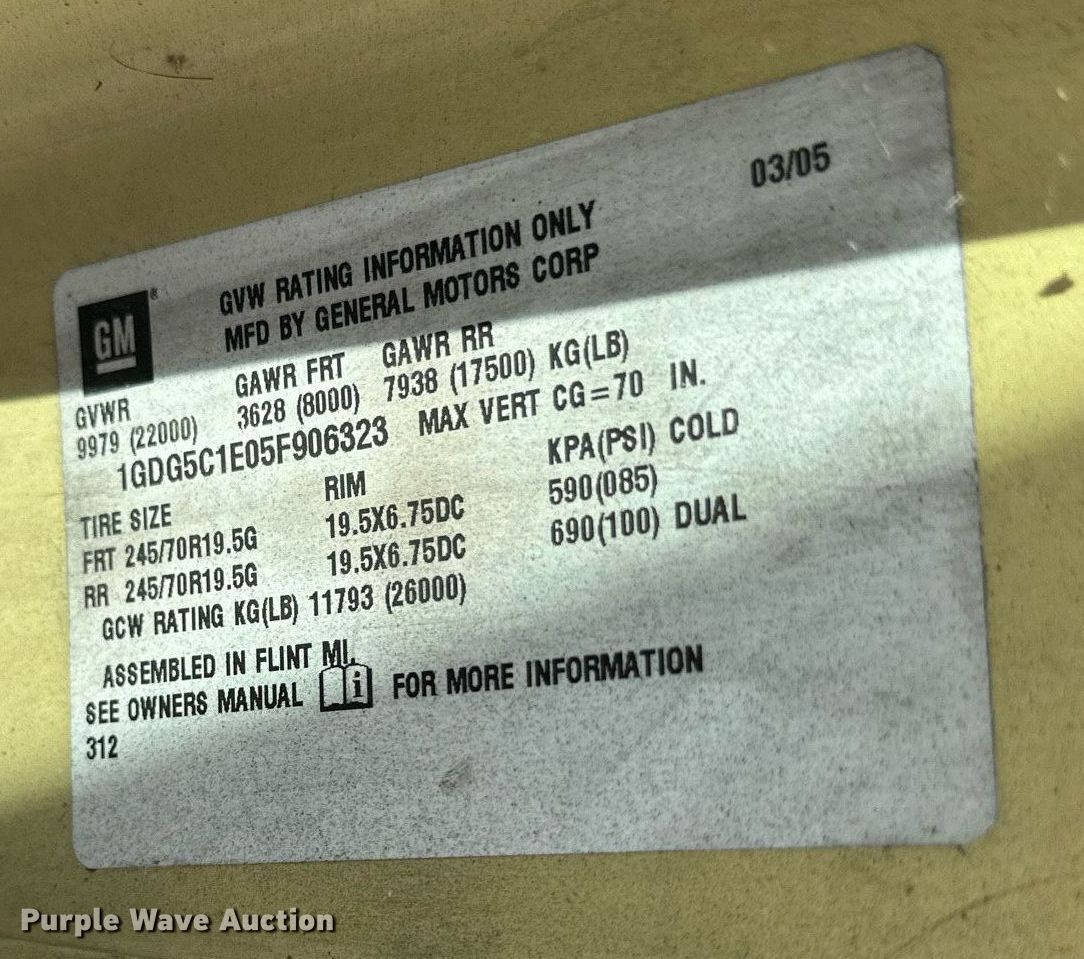 03/05
GVW RATING INFORMATION ONLY
MFD BY GENERAL MOTORS CORP
GM®
GVWR GAWR FRT GAWR RR
9979 (22000) 3628 (8000) 7938 (17500) KG(LB)
1GDG5C1E05F906323 MAX VERT CG=70 IN.
TIRE SIZE RIM KPA(PSI) COLD
FRT 245/70R19.5G 19.5X6.75DC 590(085)
RR 245/70R19.5G 19.5X6.75DC 690(100) DUAL
GCW RATING KG(LB) 11793 (26000)
ASSEMBLED IN FLINT MI.
SEE OWNERS MANUAL i FOR MORE INFORMATION
312
Purple Wave Auction